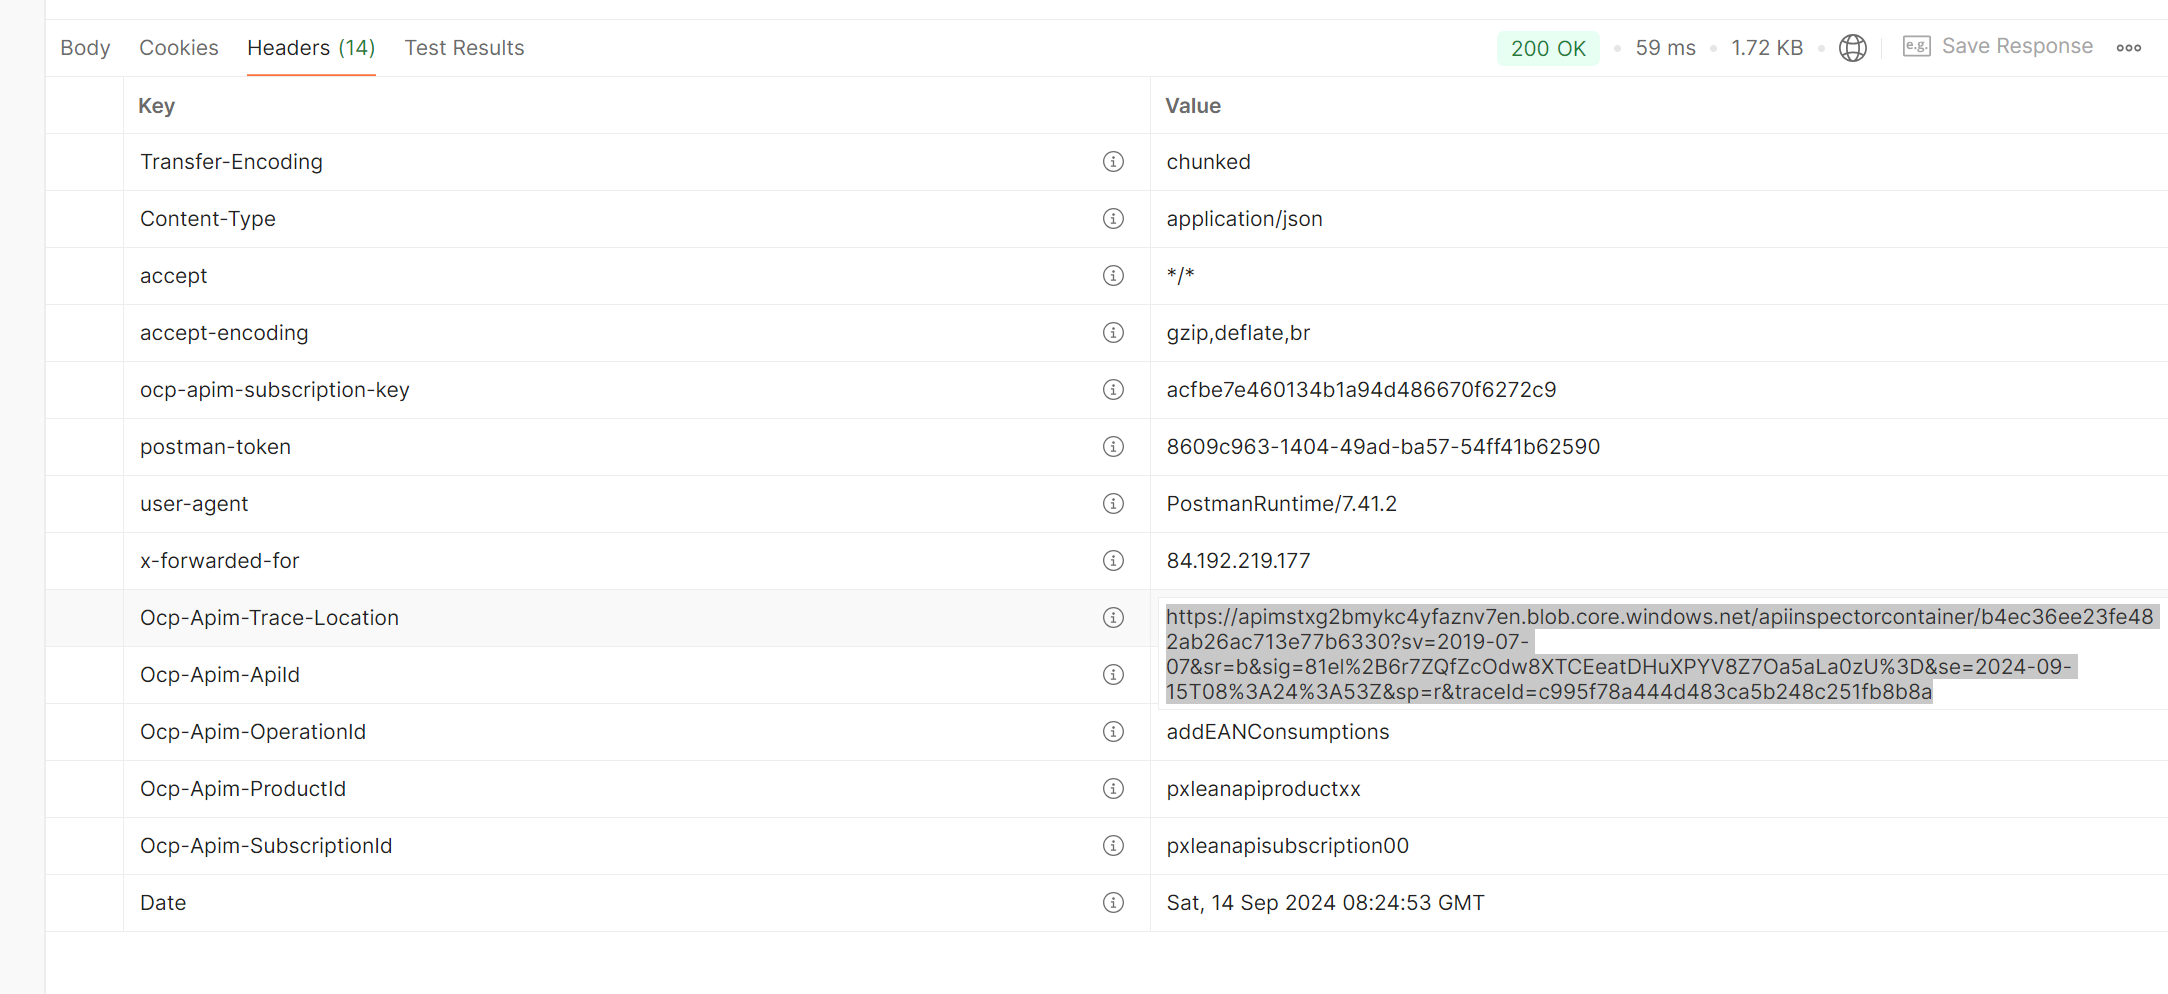 Body Cookies Headers (14) Test Results 200 OK 59 ms 1.72 KB e.g. Save Response
Key Value
Transfer-Encoding chunked
Content-Type application/json
accept */*
accept-encoding gzip,deflate,br
ocp-apim-subscription-key acfbe7e460134b1a94d486670f6272c9
postman-token 8609c963-1404-49ad-ba57-54ff41b62590
user-agent PostmanRuntime/7.41.2
x-forwarded-for 84.192.219.177
Ocp-Apim-Trace-Location https://apimstxg2bmykc4yfaznv7en.blob.core.windows.net/apiinspectorcontainer/b4ec36ee23fe48
2ab26ac713e77b6330?sv=2019-07-
07&sr=b&sig=81el%2B6r7ZQfZcOdw8XTCEeatDHuXPYV8Z7Oa5aLa0zU%3D&se=2024-09-
Ocp-Apim-ApiId 15T08%3A24%3A53Z&sp=r&traceId=c995f78a444d483ca5b248c251fb8b8a
Ocp-Apim-OperationId addEANConsumptions
Ocp-Apim-ProductId pxleanapiproductxx
Ocp-Apim-SubscriptionId pxleanapisubscription00
Date Sat, 14 Sep 2024 08:24:53 GMT